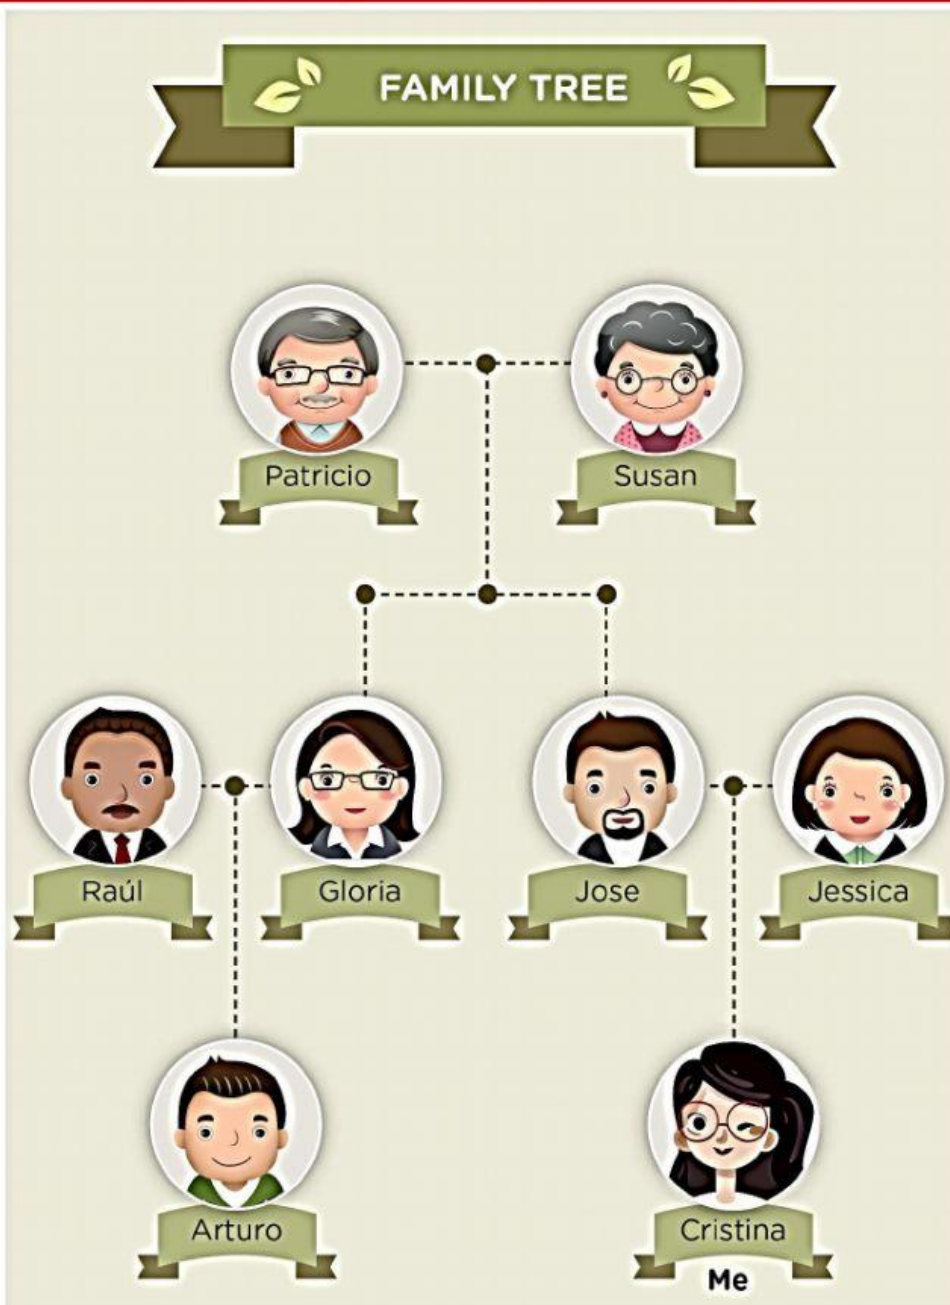 FAMILY TREE
Patricio
Susan
Raúl
Gloria
Jose
Jessica
Arturo
Cristina
Me